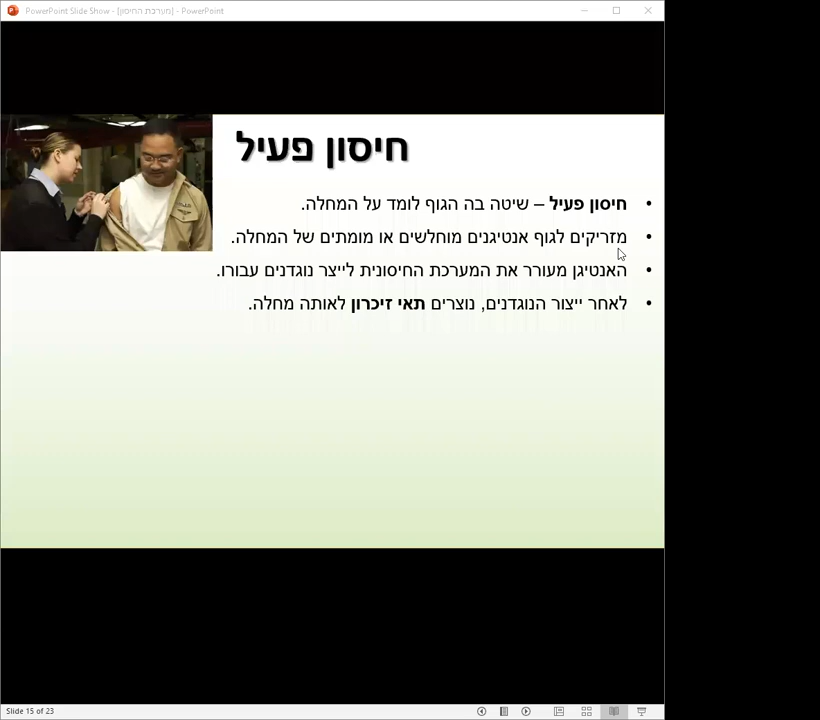 PowerPoint Slide Show - [מערכת החיסון] - PowerPoint
חיסון פעיל
• חיסון פעיל – שיטה בה הגוף לומד על המחלה.
• מזריקים לגוף אנטיגנים מוחלשים או מומתים של המחלה.
• האנטיגן מעורר את המערכת החיסונית לייצר נוגדנים עבורו.
• לאחר ייצור הנוגדנים, נוצרים תאי זיכרון לאותה מחלה.
Slide 15 of 23